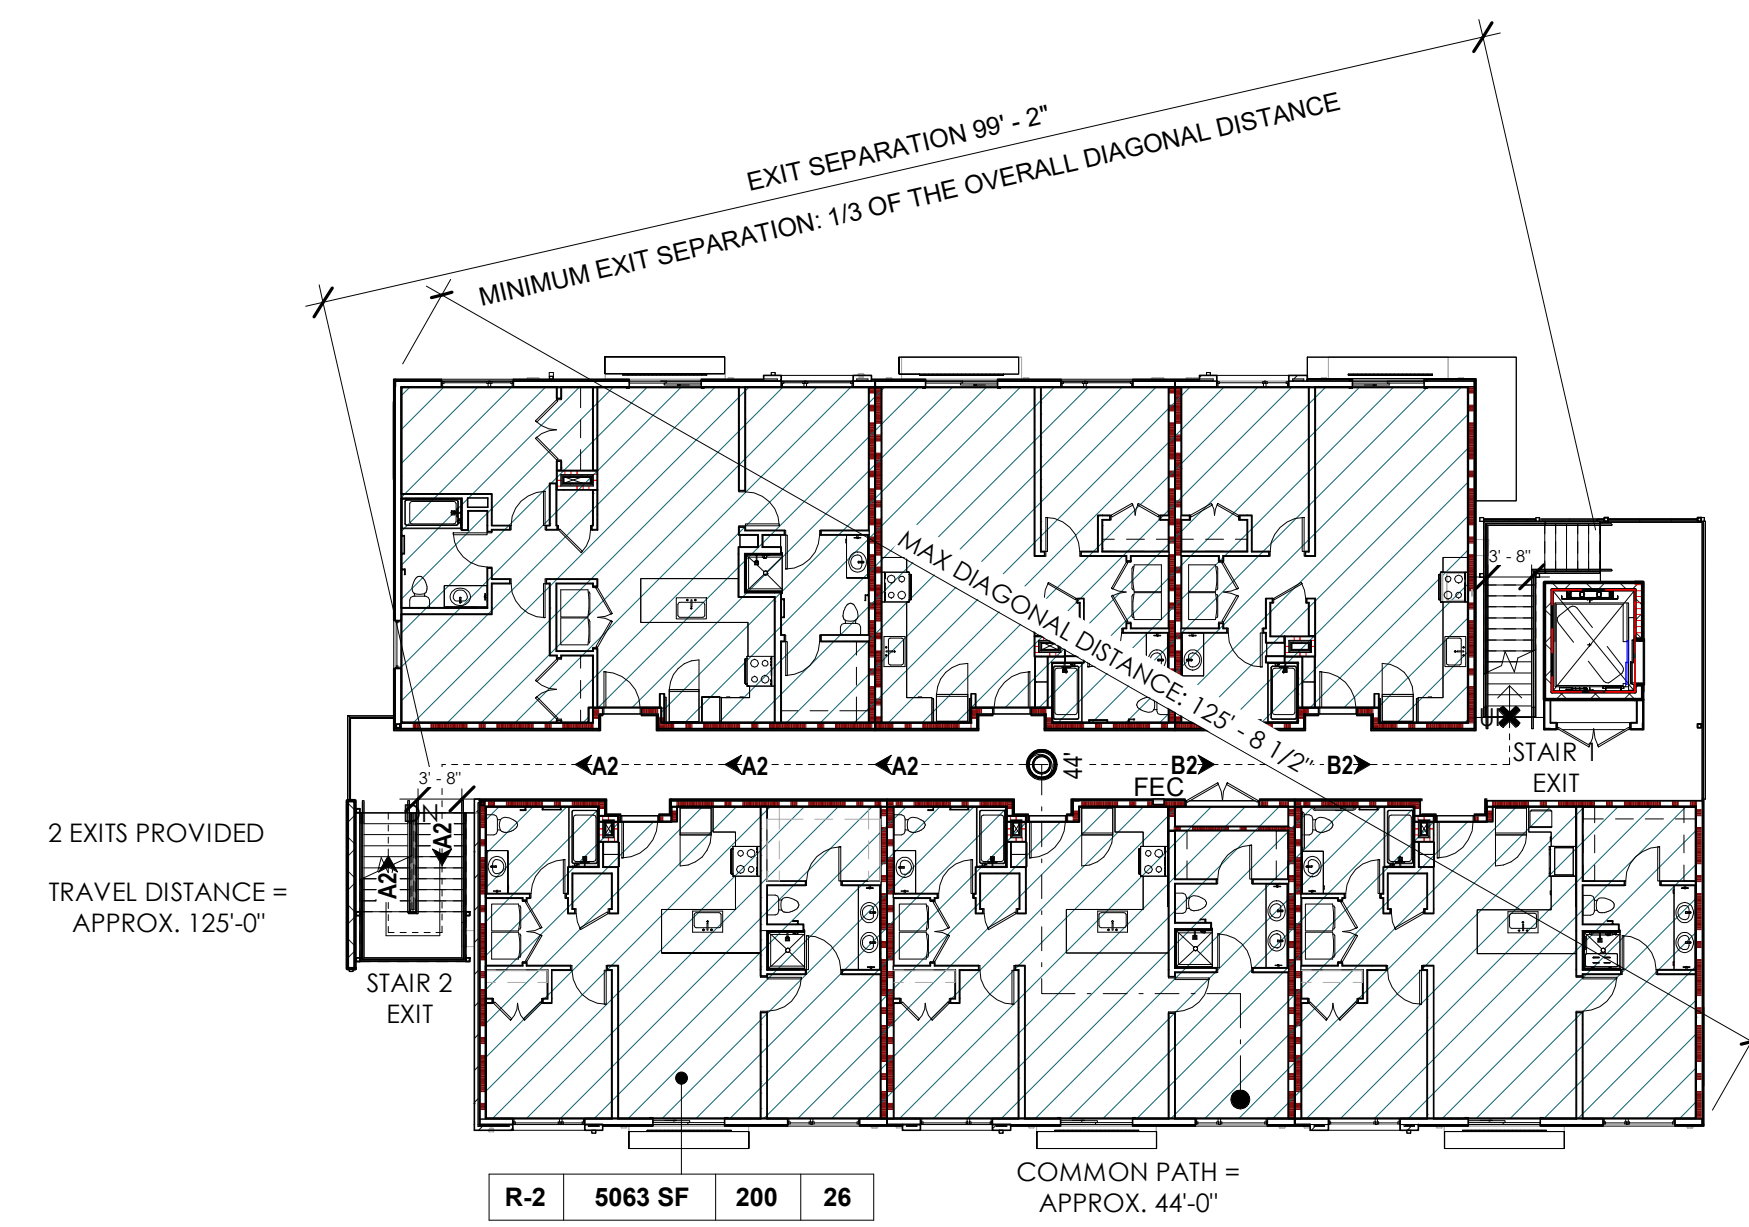 EXIT SEPARATION 99' - 2"
MINIMUM EXIT SEPARATION: 1/3 OF THE OVERALL DIAGONAL DISTANCE
MAX DIAGONAL DISTANCE: 125' - 8 1/2"
3' - 8"
UP
STAIR 1
EXIT
A2
A2
A2
44'
B2
B2
FEC
3' - 8"
A2
A2
2 EXITS PROVIDED
TRAVEL DISTANCE =
APPROX. 125'-0"
STAIR 2
EXIT
COMMON PATH =
APPROX. 44'-0"
R-2 5063 SF 200 26